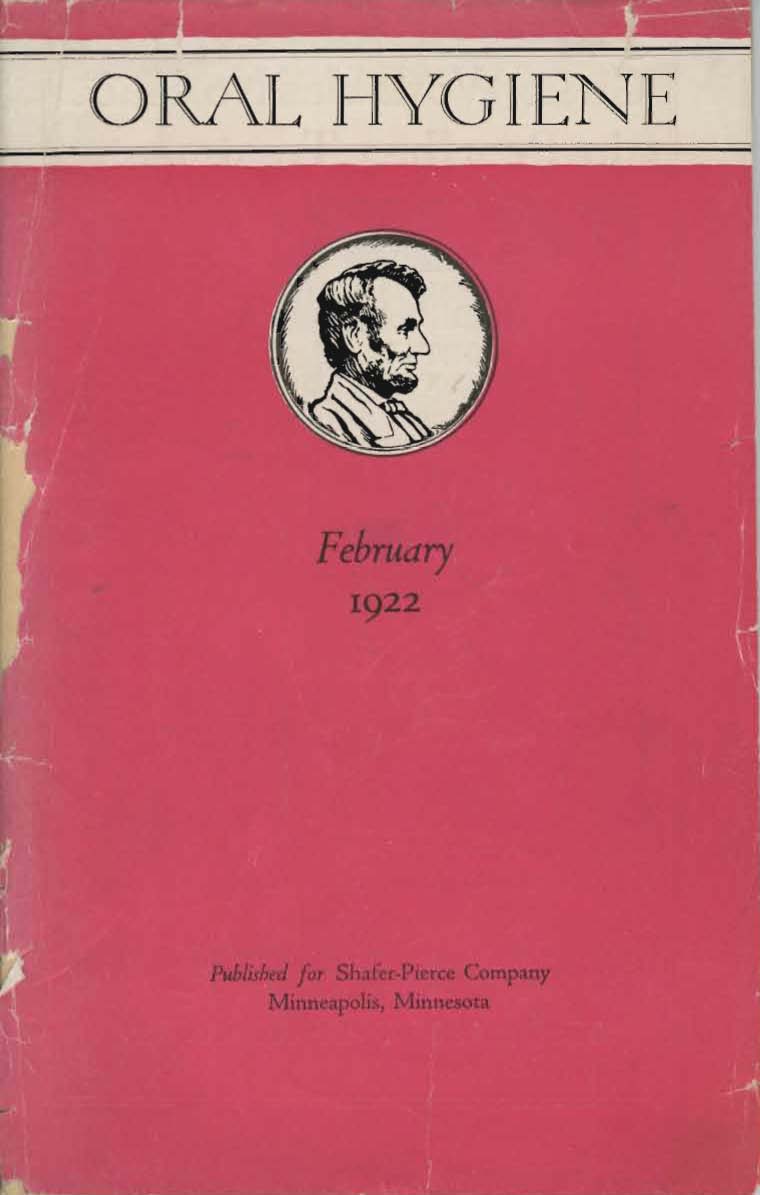 ORAL HYGIENE
February
1922
Published for Shafer-Pierce Company
Minneapolis, Minnesota